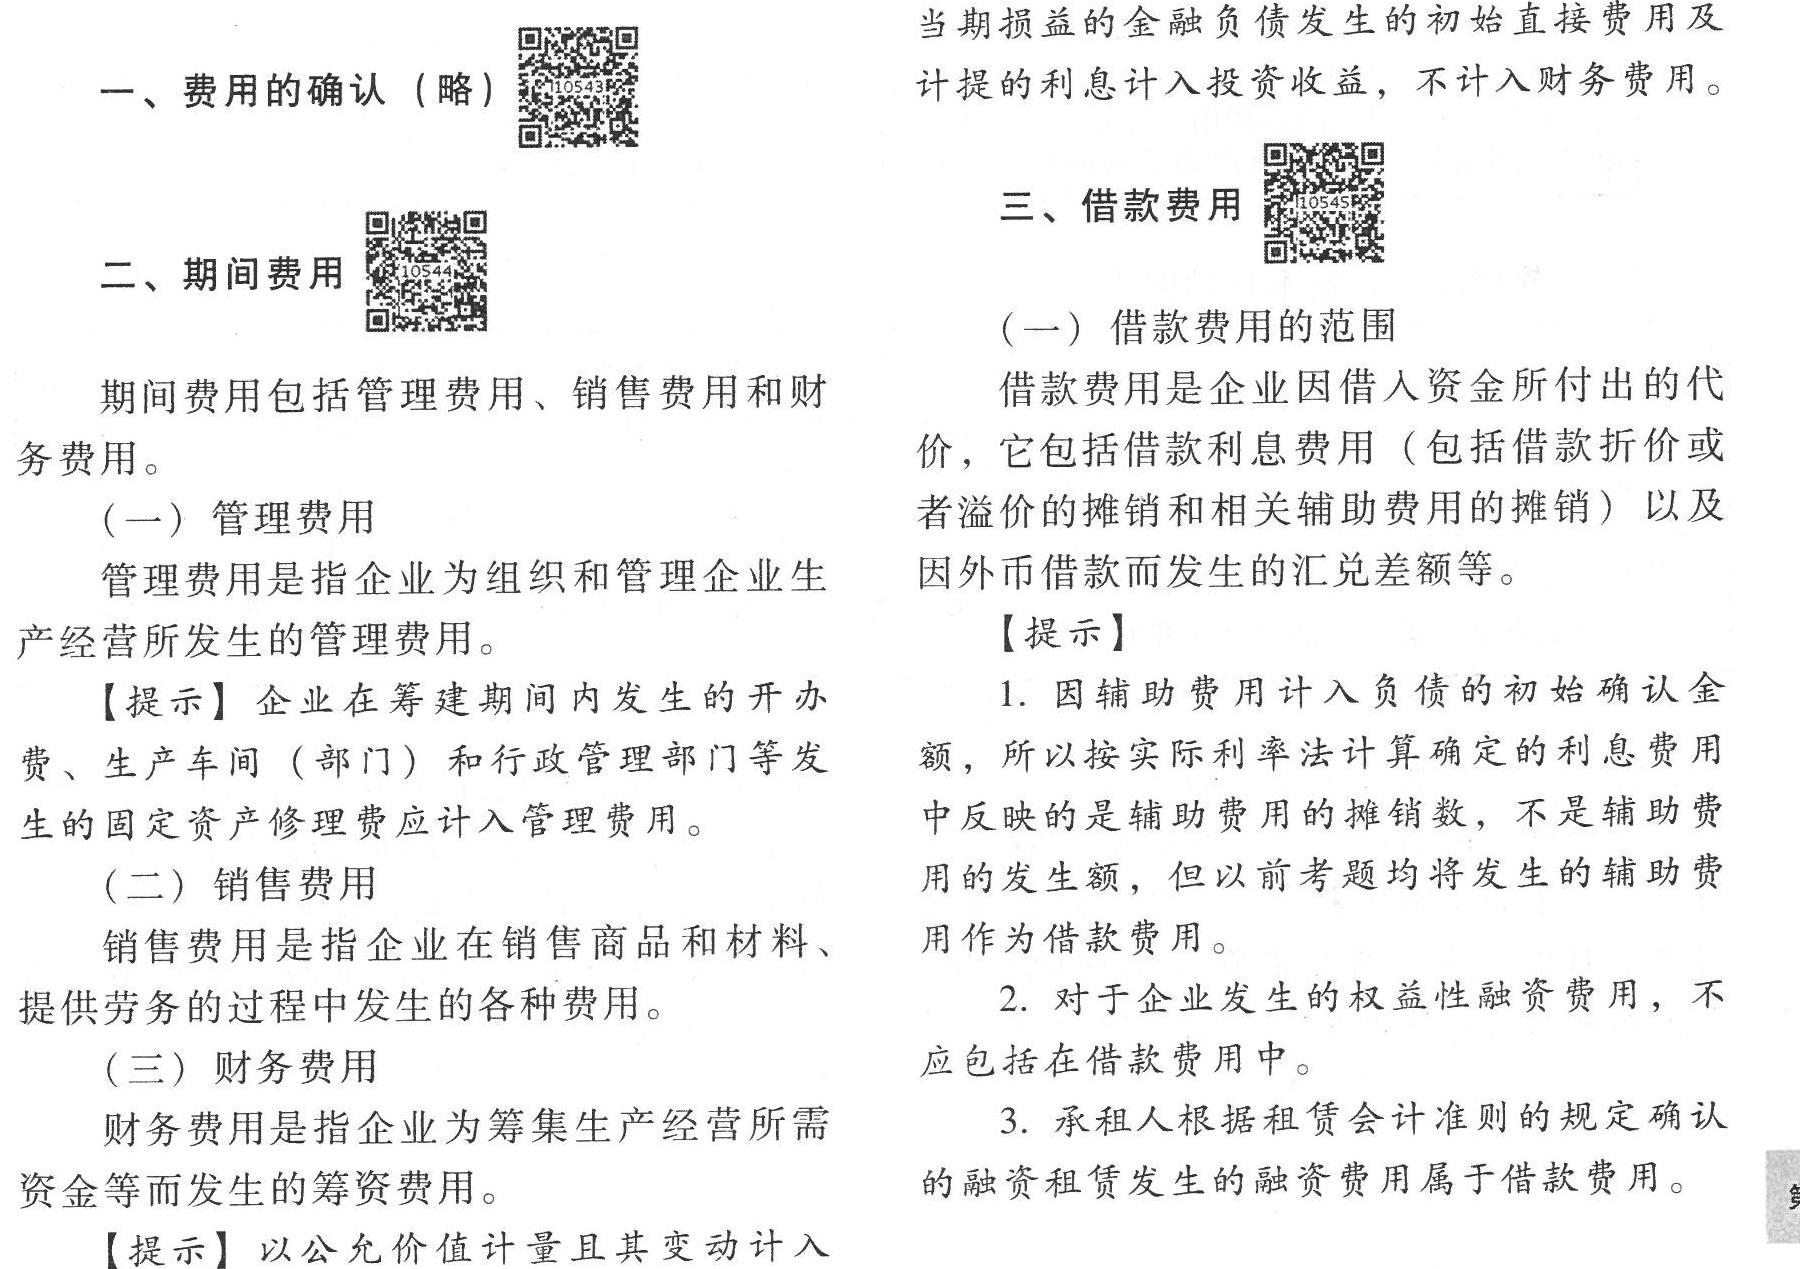 一、费用的确认（略）
10543
二、期间费用
10544
期间费用包括管理费用、销售费用和财
务费用。
（一）管理费用
管理费用是指企业为组织和管理企业生
产经营所发生的管理费用。
【提示】企业在筹建期间内发生的开办
费、生产车间（部门）和行政管理部门等发
生的固定资产修理费应计入管理费用。
（二）销售费用
销售费用是指企业在销售商品和材料、
提供劳务的过程中发生的各种费用。
（三）财务费用
财务费用是指企业为筹集生产经营所需
资金等而发生的筹资费用。
【提示】以公允价值计量且其变动计入
当期损益的金融负债发生的初始直接费用及
计提的利息计入投资收益，不计入财务费用。
三、借款费用
10545
（一）借款费用的范围
借款费用是企业因借入资金所付出的代
价，它包括借款利息费用（包括借款折价或
者溢价的摊销和相关辅助费用的摊销）以及
因外币借款而发生的汇兑差额等。
【提示】
1. 因辅助费用计入负债的初始确认金
额，所以按实际利率法计算确定的利息费用
中反映的是辅助费用的摊销数，不是辅助费
用的发生额，但以前考题均将发生的辅助费
用作为借款费用。
2. 对于企业发生的权益性融资费用，不
应包括在借款费用中。
3. 承租人根据租赁会计准则的规定确认
的融资租赁发生的融资费用属于借款费用。